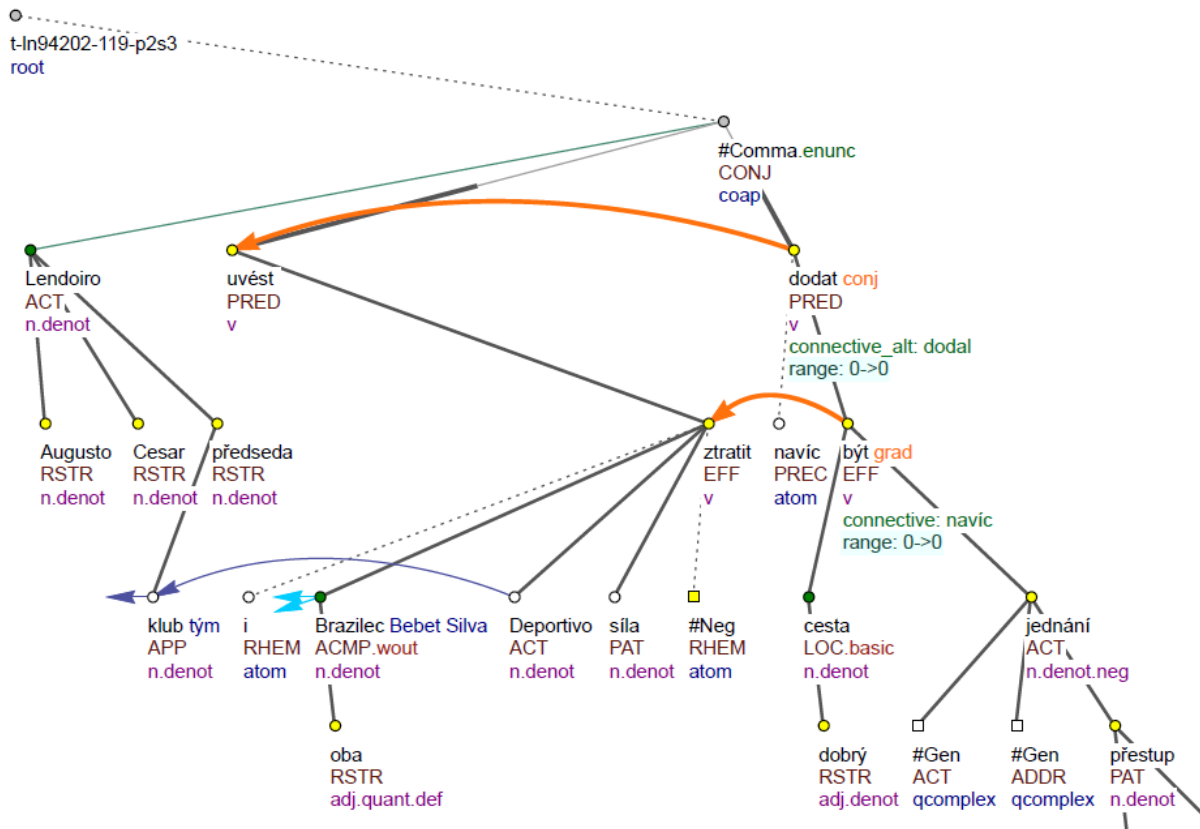 t-ln94202-119-p2s3
root
#Comma.enunc
CONJ
coap
Lendoiro
ACT
n.denot
uvést
PRED
v
dodat conj
PRED
v
connective_alt: dodal
range: 0->0
Augusto
RSTR
n.denot
Cesar
RSTR
n.denot
předseda
RSTR
n.denot
ztratit
EFF
v
navíc
PREC
atom
být grad
EFF
v
connective: navíc
range: 0->0
klub tým
APP
n.denot
i
RHEM
atom
Brazilec Bebet Silva
ACMP.wout
n.denot
Deportivo
ACT
n.denot
síla
PAT
n.denot
#Neg
RHEM
atom
cesta
LOC.basic
n.denot
jednání
ACT
n.denot.neg
oba
RSTR
adj.quant.def
dobrý
RSTR
adj.denot
#Gen
ACT
qcomplex
#Gen
ADDR
qcomplex
přestup
PAT
n.denot